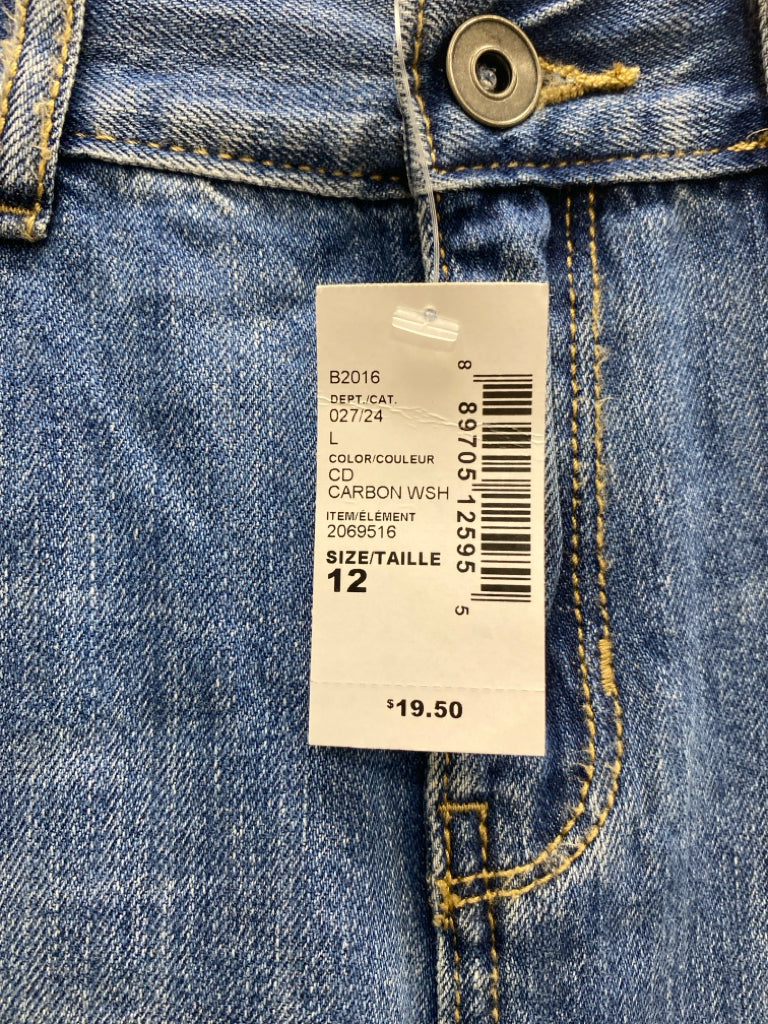 B2016
DEPT./CAT.
027/24
L
COLOR/COULEUR
CD
CARBON WSH
ITEM/ÉLÉMENT
2069516
SIZE/TAILLE
12
8 89705 12595 5
$19.50